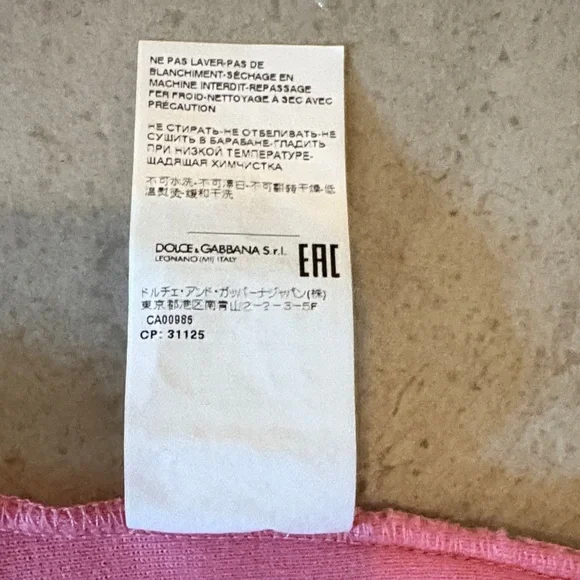 NE PAS LAVER-PAS DE
BLANCHIMENT-SÉCHAGE EN
MACHINE INTERDIT-REPASSAGE
FER FROID-NETTOYAGE À SEC AVEC
PRÉCAUTION
НЕ СТИРАТЬ-НЕ ОТБЕЛИВАТЬ-НЕ
СУШИТЬ В БАРАБАНЕ-ГЛАДИТЬ
ПРИ НИЗКОЙ ТЕМПЕРАТУРЕ-
ЩАДЯЩАЯ ХИМЧИСТКА
不可水洗-不可漂白-不可翻轉干燥-低
溫熨燙-緩和干洗
DOLCE & GABBANA S.r.l.
LEGNANO (MI) ITALY
EAC
ドルチェ・アンド・ガッバーナジャパン(株)
東京都港区南青山2-2-3-5F
CA00985
CP: 31125